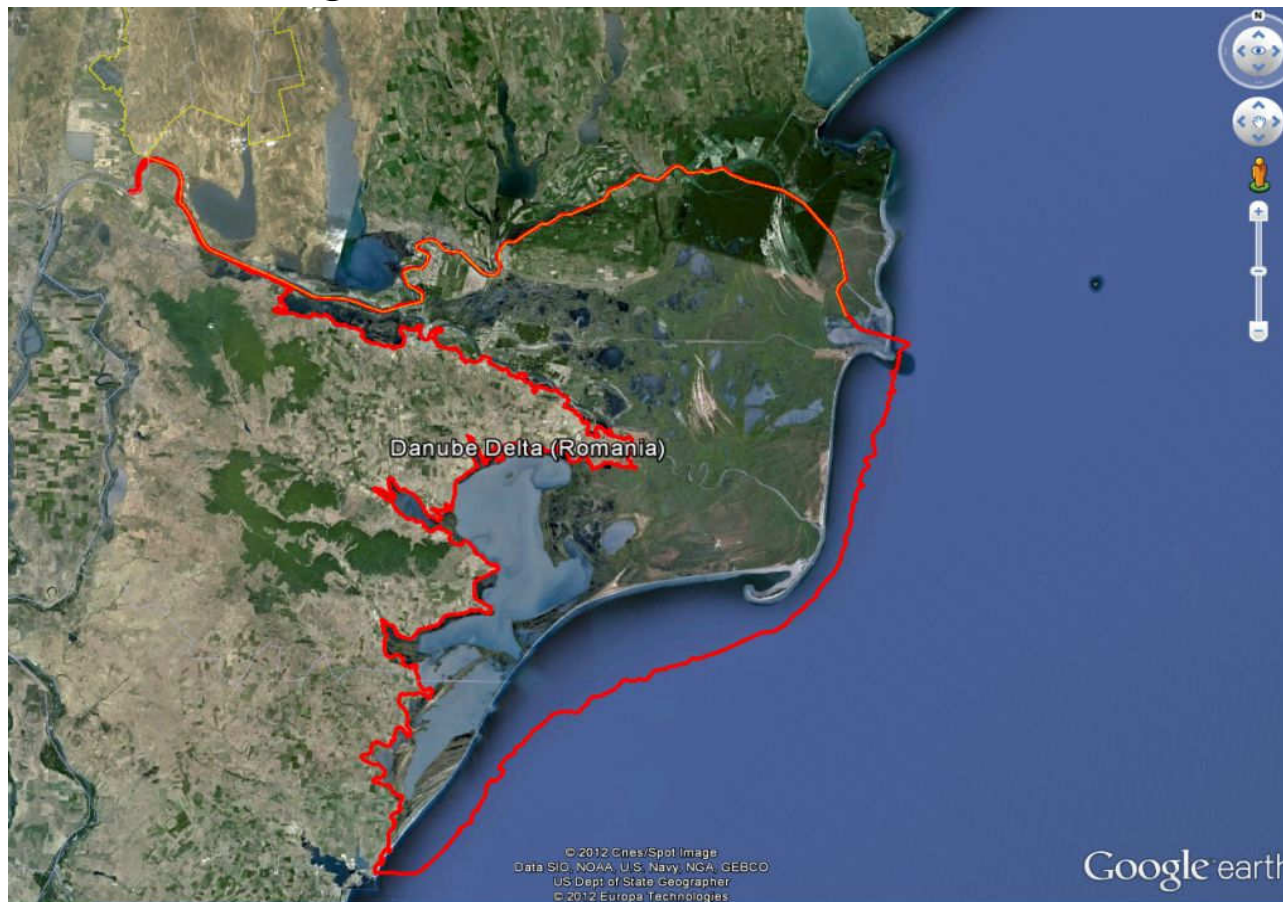 N
Danube Delta (Romania)
© 2012 Cnes/Spot Image
Data SIO, NOAA, U.S. Navy, NGA, GEBCO
US Dept of State Geographer
© 2012 Europa Technologies
Google earth